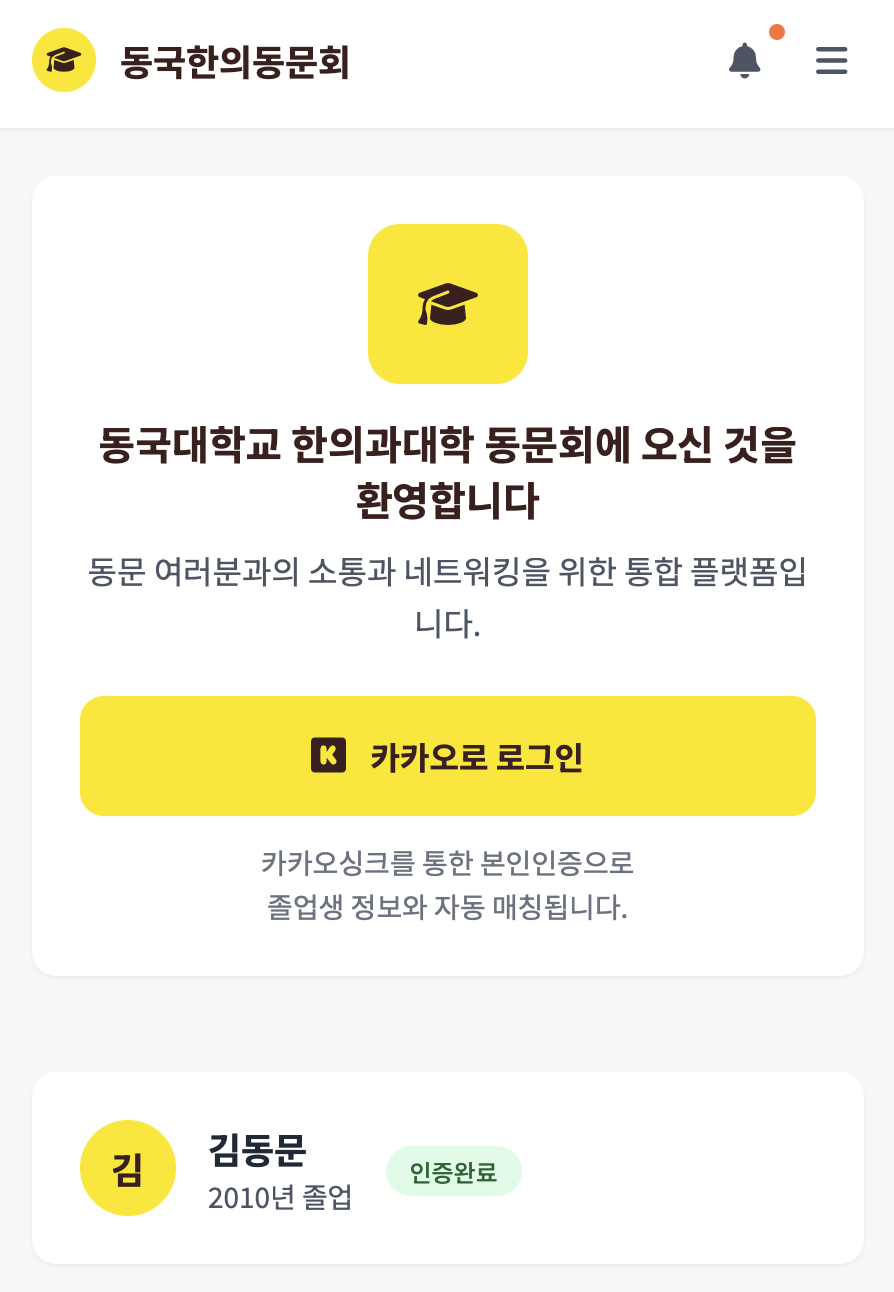 동국한의동문회
동국대학교 한의과대학 동문회에 오신 것을
환영합니다
동문 여러분과의 소통과 네트워킹을 위한 통합 플랫폼입
니다.
K 카카오로 로그인
카카오싱크를 통한 본인인증으로
졸업생 정보와 자동 매칭됩니다.
김
김동문
2010년 졸업
인증완료